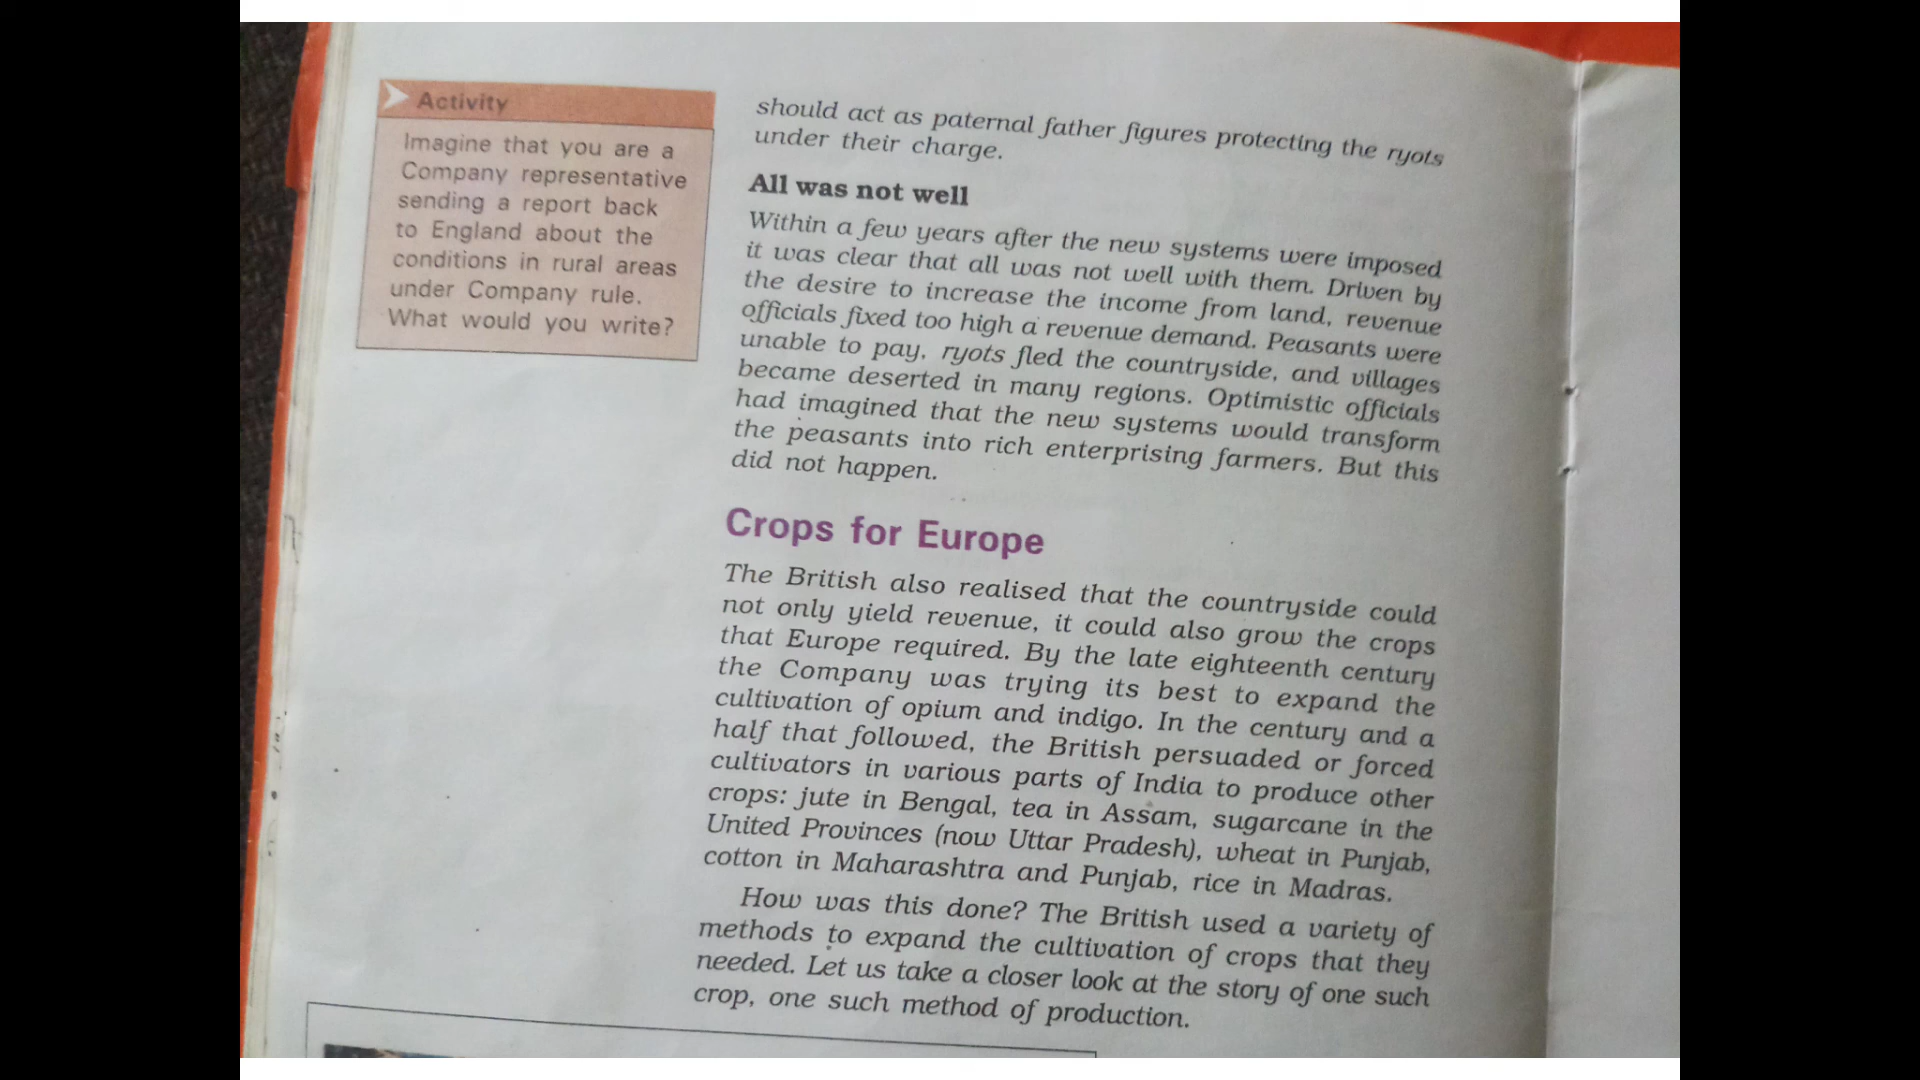 Activity
Imagine that you are a
Company representative
sending a report back
to England about the
conditions in rural areas
under Company rule.
What would you write?
should act as paternal father figures protecting the ryots
under their charge.
All was not well
Within a few years after the new systems were imposed
it was clear that all was not well with them. Driven by
the desire to increase the income from land, revenue
officials fixed too high a revenue demand. Peasants were
unable to pay, ryots fled the countryside, and villages
became deserted in many regions. Optimistic officials
had imagined that the new systems would transform
the peasants into rich enterprising farmers. But this
did not happen.
Crops for Europe
The British also realised that the countryside could
not only yield revenue, it could also grow the crops
that Europe required. By the late eighteenth century
the Company was trying its best to expand the
cultivation of opium and indigo. In the century and a
half that followed, the British persuaded or forced
cultivators in various parts of India to produce other
crops: jute in Bengal, tea in Assam, sugarcane in the
United Provinces (now Uttar Pradesh), wheat in Punjab,
cotton in Maharashtra and Punjab, rice in Madras.
How was this done? The British used a variety of
methods to expand the cultivation of crops that they
needed. Let us take a closer look at the story of one such
crop, one such method of production.